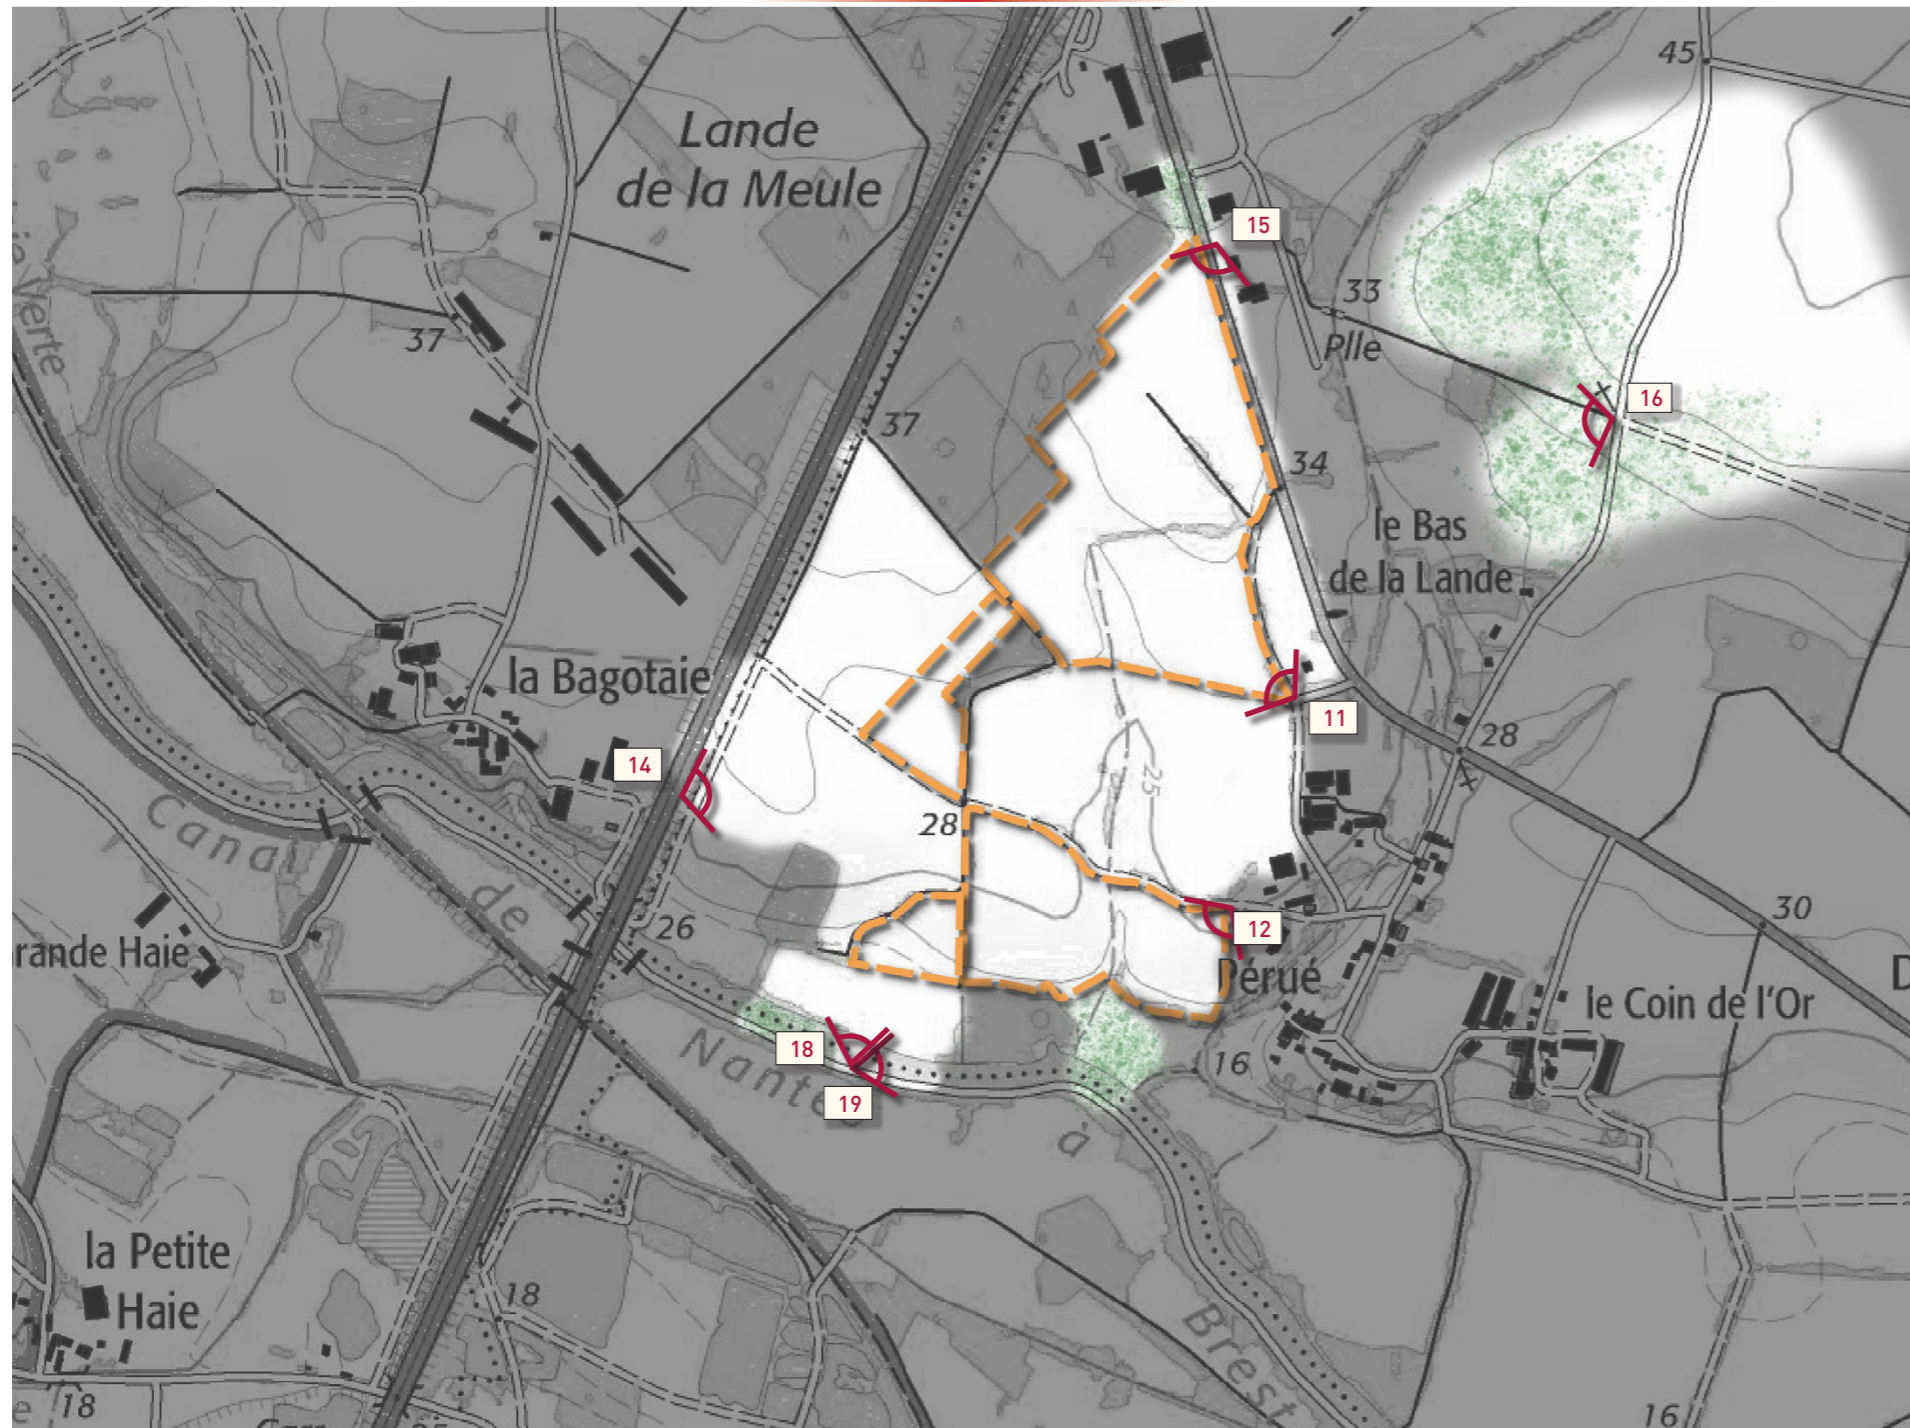 45
Lande
de la Meule
15
33
Plle
37
Verte
16
37
34
le Bas
de la Lande
la Bagotaie
11
28
14
25
28
Canal
de
12
30
26
rande Haie
Pérue
D
le Coin de l'Or
18
Nantes
16
19
à
la Petite
Haie
18
Brest
18
16